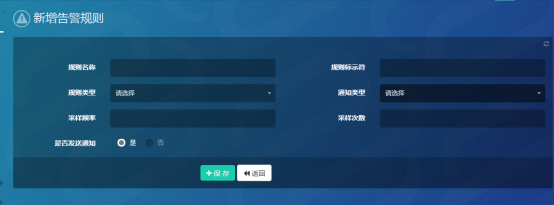 新增告警规则
规则名称 规则标示符
规则类型 请选择 通知类型 请选择
采样频率 采样次数
是否发送通知 是 否
保存 返回